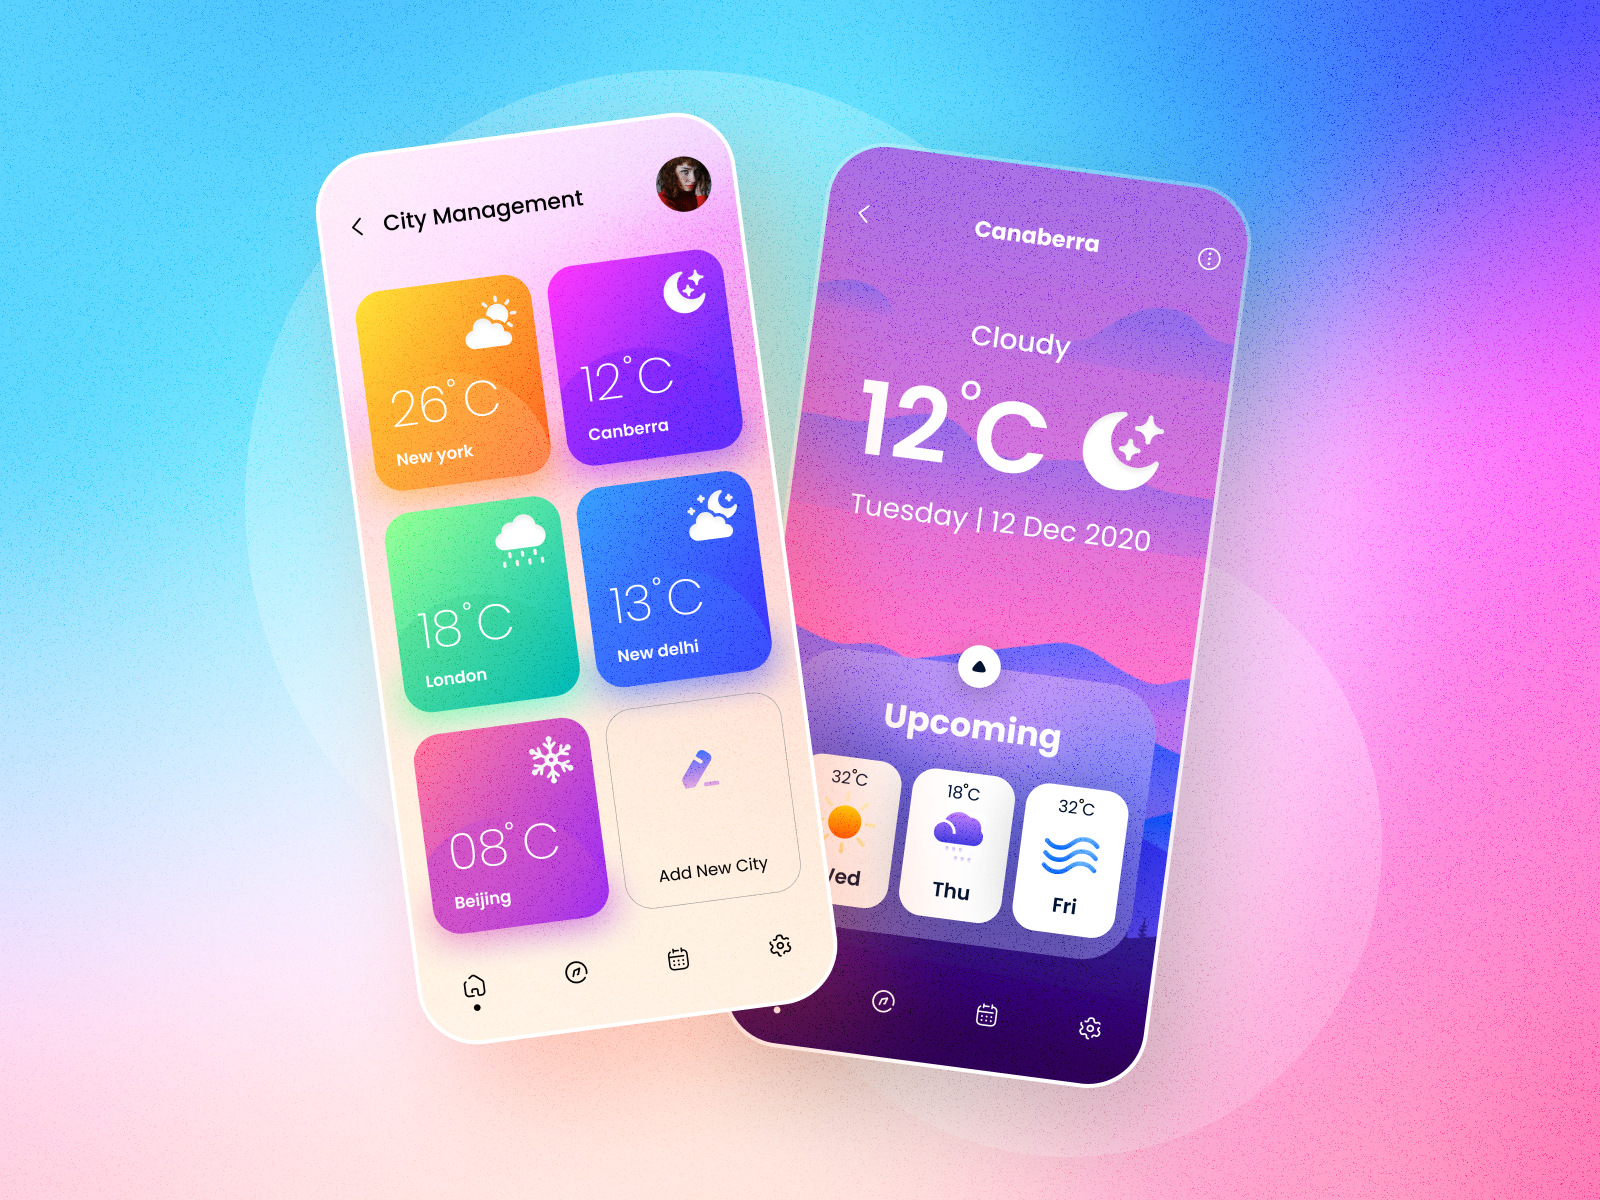 City Management
26°C
New york
12°C
Canberra
18°C
London
13°C
New delhi
08°C
Beijing
Add New City
Canaberra
Cloudy
12°C
Tuesday | 12 Dec 2020
Upcoming
32°C
18°C
Thu
32°C
Fri